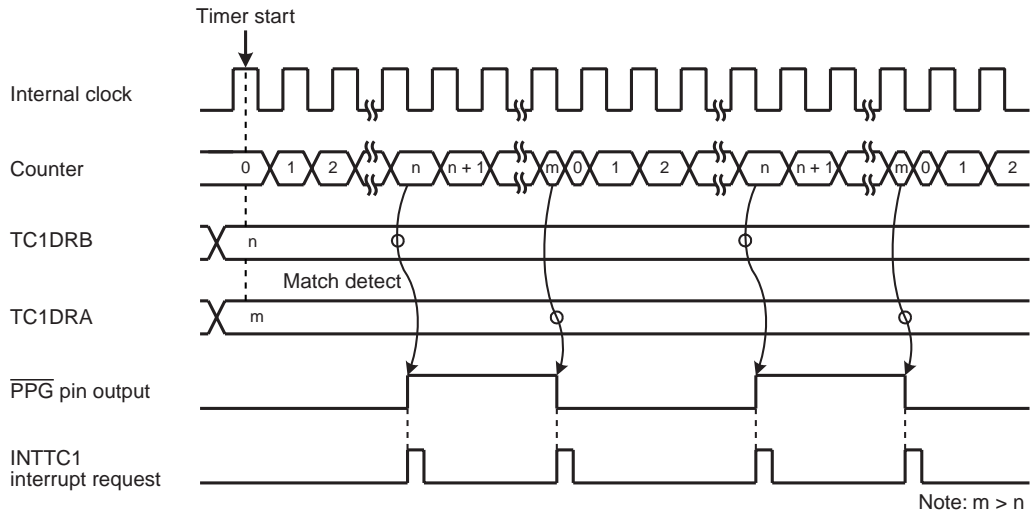 Timer start
Internal clock
Counter
0 1 2 n n + 1 m 0 1 2 n n + 1 m 0 1 2
TC1DRB
n
Match detect
TC1DRA
m
PPG pin output
INTTC1
interrupt request
Note: m > n